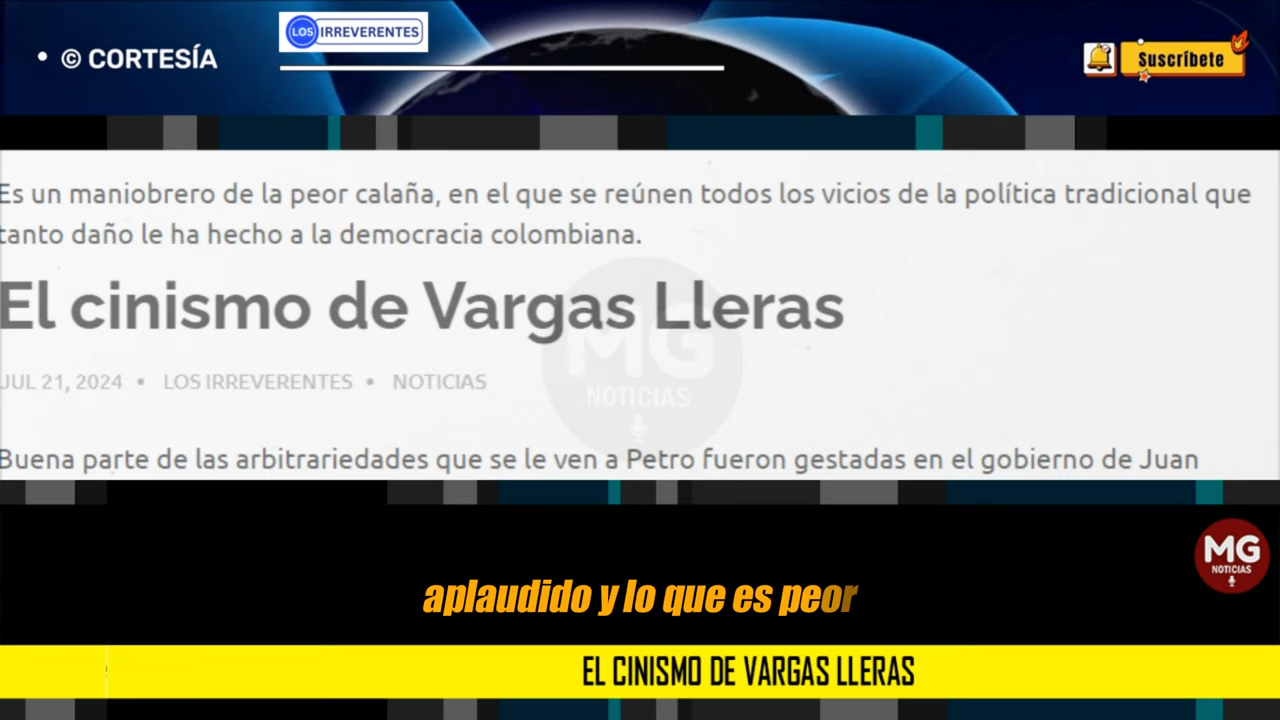 • © CORTESÍA
LOS IRREVERENTES
Suscríbete
Es un maniobrero de la peor calaña, en el que se reúnen todos los vicios de la política tradicional que
tanto daño le ha hecho a la democracia colombiana.
El cinismo de Vargas Lleras
JUL 21, 2024 • LOS IRREVERENTES • NOTICIAS
MG
NOTICIAS
Buena parte de las arbitrariedades que se le ven a Petro fueron gestadas en el gobierno de Juan
MG
NOTICIAS
aplaudido y lo que es peor
EL CINISMO DE VARGAS LLERAS